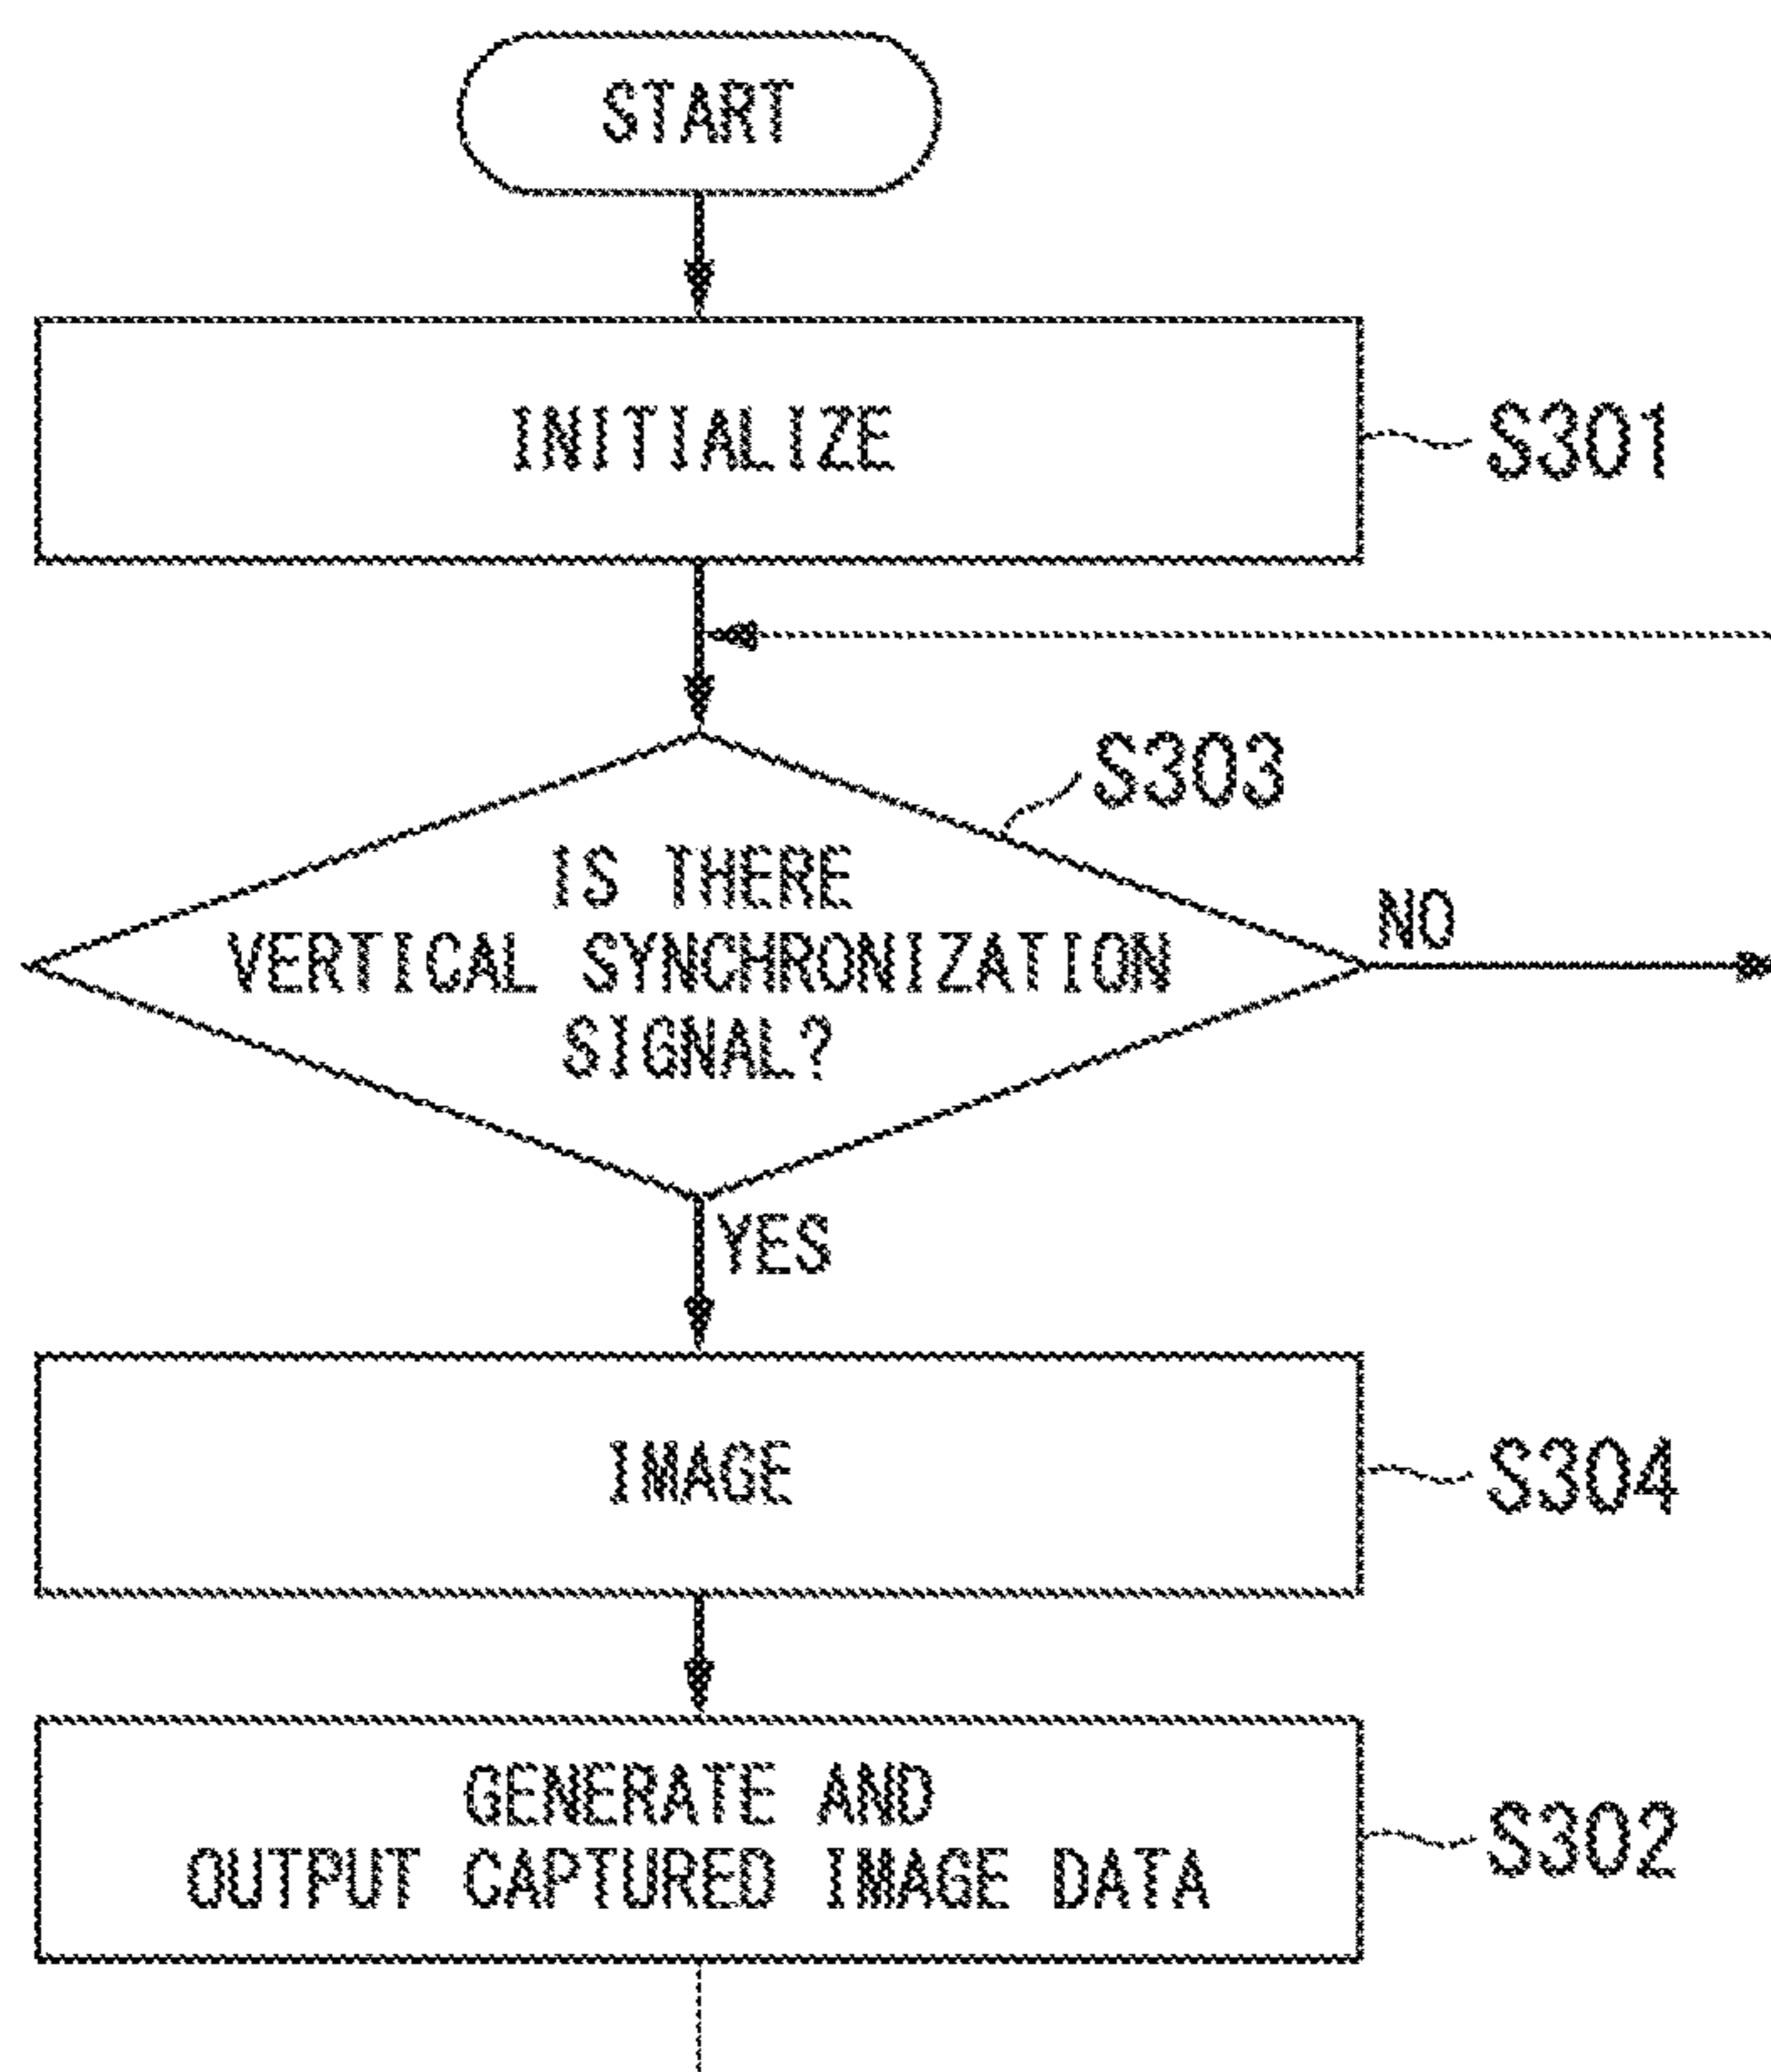 START
INITIALIZE
S301
S303
IS THERE
VERTICAL SYNCHRONIZATION
SIGNAL?
NO
YES
IMAGE
S304
GENERATE AND
OUTPUT CAPTURED IMAGE DATA
S302